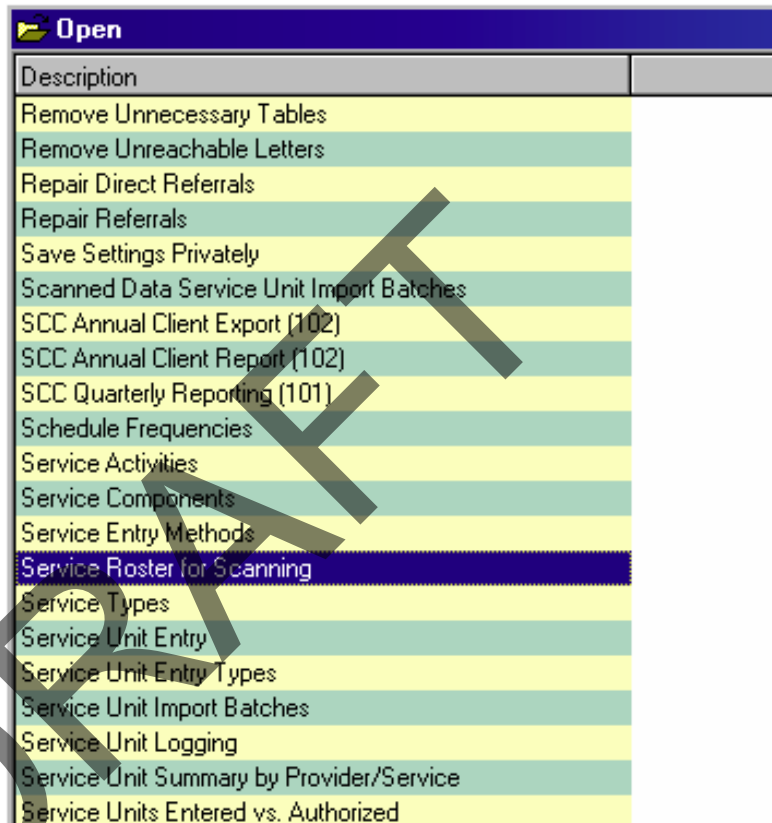 Open
Description
Remove Unnecessary Tables
Remove Unreachable Letters
Repair Direct Referrals
Repair Referrals
Save Settings Privately
Scanned Data Service Unit Import Batches
SCC Annual Client Export (102)
SCC Annual Client Report (102)
SCC Quarterly Reporting (101)
Schedule Frequencies
Service Activities
Service Components
Service Entry Methods
Service Roster for Scanning
Service Types
Service Unit Entry
Service Unit Entry Types
Service Unit Import Batches
Service Unit Logging
Service Unit Summary by Provider/Service
Service Units Entered vs. Authorized
DRAFT